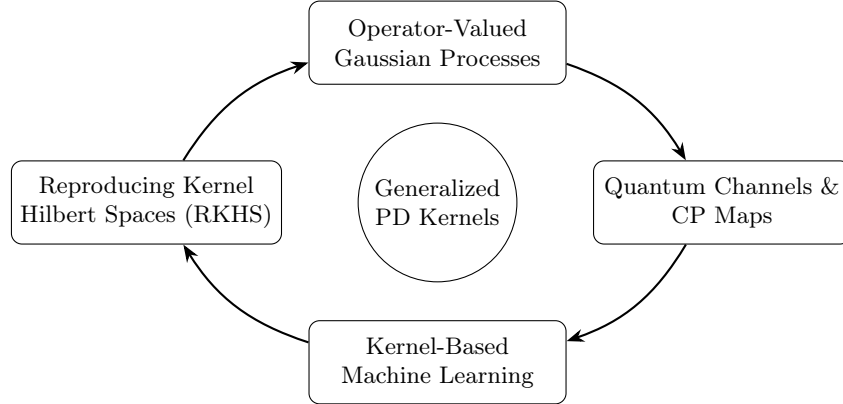 Operator-Valued
Gaussian Processes
Reproducing Kernel
Hilbert Spaces (RKHS)
Generalized
PD Kernels
Quantum Channels &
CP Maps
Kernel-Based
Machine Learning